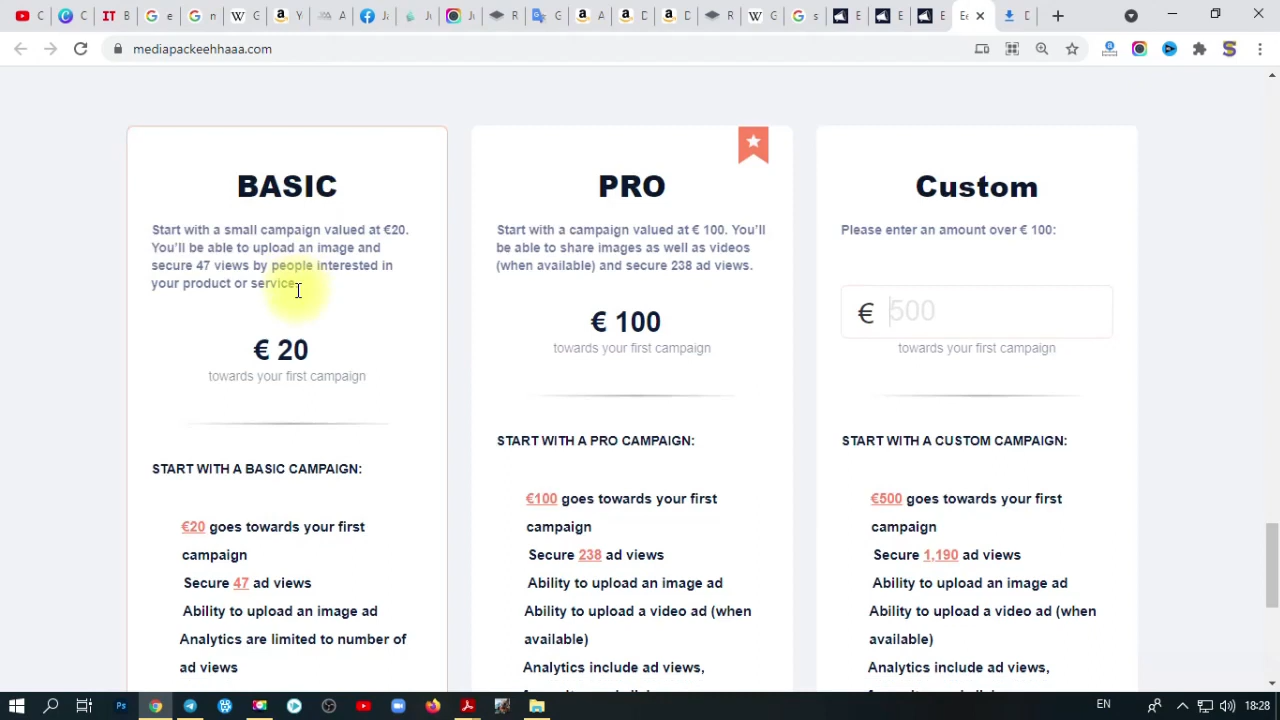 C
C
IT
R
G e
G n
W C
A
A
Ja
Ju
J
R
G
A
D
D
R
W C
G s
E
E
E
Ee
D
mediapackeehhaaa.com
BASIC
Start with a small campaign valued at €20.
You'll be able to upload an image and
secure 47 views by people interested in
your product or service.
€ 20
towards your first campaign
START WITH A BASIC CAMPAIGN:
€20 goes towards your first
campaign
Secure 47 ad views
Ability to upload an image ad
Analytics are limited to number of
ad views
PRO
Start with a campaign valued at € 100. You'll
be able to share images as well as videos
(when available) and secure 238 ad views.
€ 100
towards your first campaign
START WITH A PRO CAMPAIGN:
€100 goes towards your first
campaign
Secure 238 ad views
Ability to upload an image ad
Ability to upload a video ad (when
available)
Analytics include ad views,
Custom
Please enter an amount over € 100:
€ 500
towards your first campaign
START WITH A CUSTOM CAMPAIGN:
€500 goes towards your first
campaign
Secure 1,190 ad views
Ability to upload an image ad
Ability to upload a video ad (when
available)
Analytics include ad views,
EN
18:28